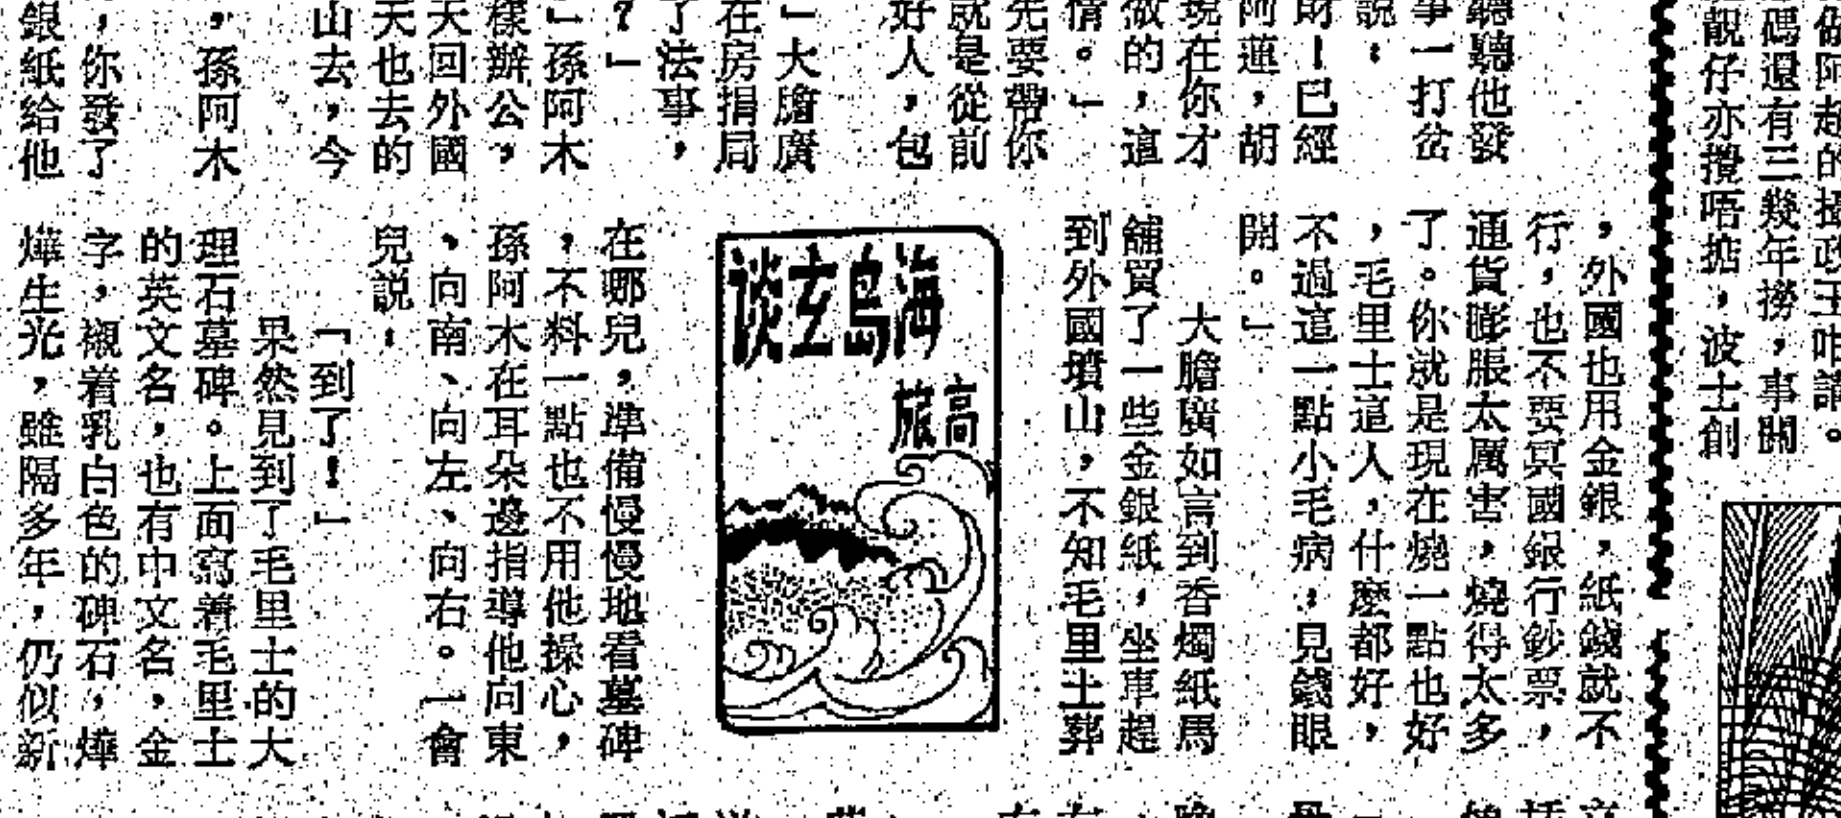 聽聽他發
事一打岔
說：
財－已經
阿蓮，胡
現在你才
做的，這
情。」
先要帶你
就是從前
好人，包
」大膽廣
在房捐局
了法事，
？」
」孫阿木
樣辦公，
天回外國
天也去的
山去，今
，孫阿木
，你發了
銀紙給他
，外國也用金銀，紙錢就不
行，也不要冥國銀行鈔票，
通貨膨脹太厲害，燒得太多
了。你就是現在燒一點也好
，毛里士這人，什麼都好，
不過這一點小毛病，見錢眼
開。」
大膽廣如言到香燭紙馬
舖買了一些金銀紙，坐車趕
到外國墳山，不知毛里士葬
海島玄談
高旅
在哪兒，準備慢慢地看墓碑
，不料一點也不用他操心，
孫阿木在耳朵邊指導他向東
、向南、向左、向右。一會
兒說：
「到了！」
果然見到了毛里士的大
理石墓碑。上面寫着毛里士
的英文名，也有中文名，金
字，襯着乳白色的碑石，燁
燁生光，雖隔多年，仍似新
的攝政王咋講。
碼還有三幾年撈，事關
靚仔亦攪唔掂，波士創